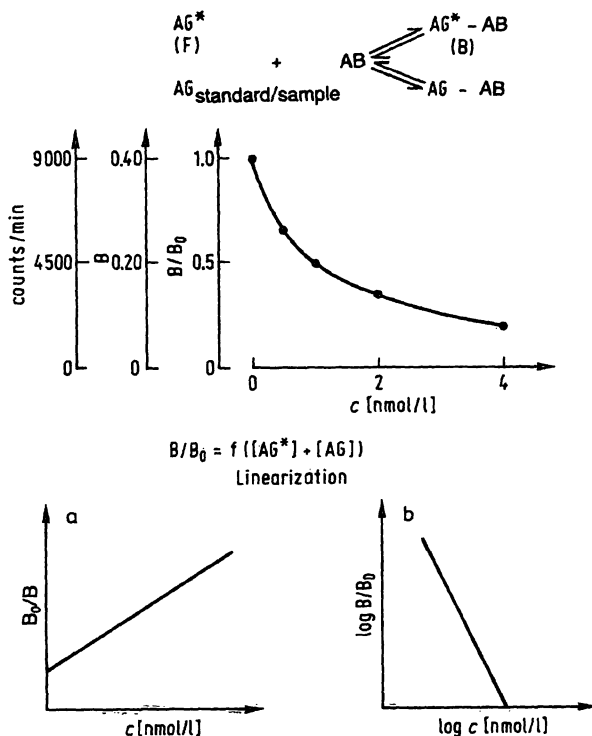 AG* AG* - AB
(F) (B)
+ AB
AG standard/sample AG - AB
9000 0.40 1.0
counts/min B B/B₀
4500 0.20 0.5
0 0 0
0 2 4
c [nmol/l]
B/B₀ = f ([AG*] + [AG])
Linearization
a b
B₀/B log B/B₀
c [nmol/l] log c [nmol/l]